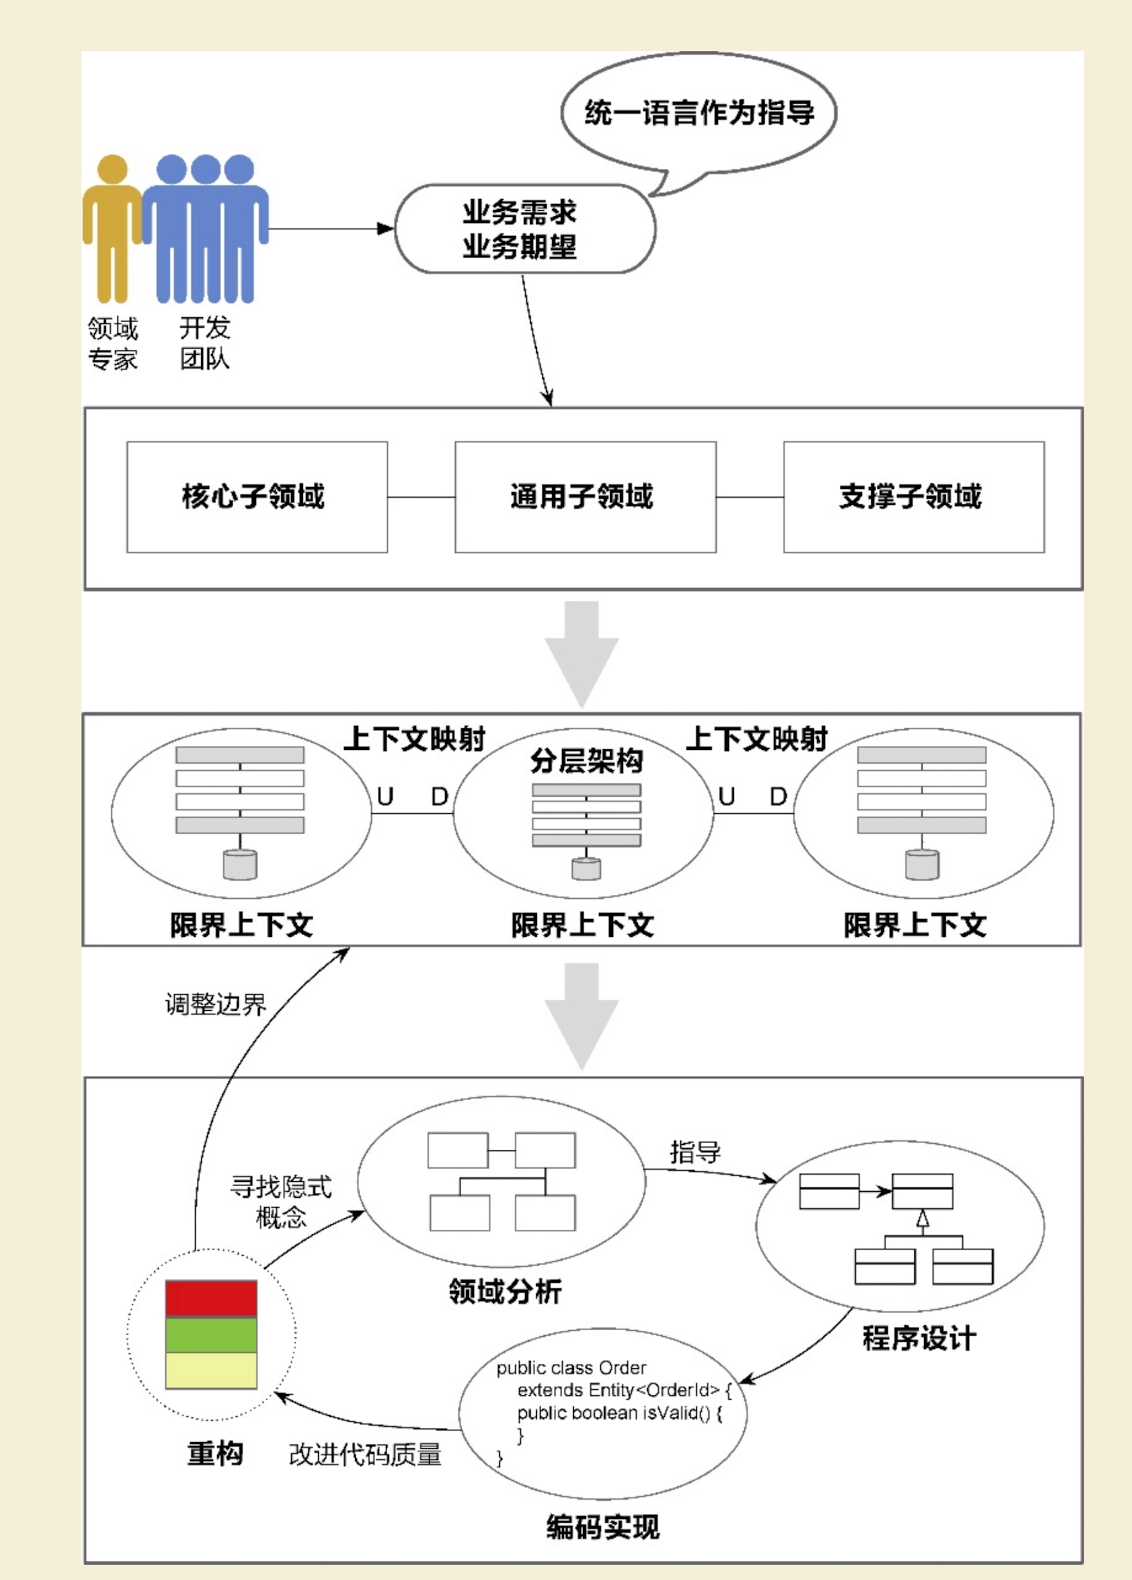 统一语言作为指导
业务需求
业务期望
领域
专家
开发
团队
核心子领域
通用子领域
支撑子领域
上下文映射
上下文映射
分层架构
U
D
U
D
限界上下文
限界上下文
限界上下文
调整边界
寻找隐式
概念
指导
领域分析
程序设计
public class Order
extends Entity<OrderId> {
public boolean isValid() {
}
}
重构
改进代码质量
编码实现